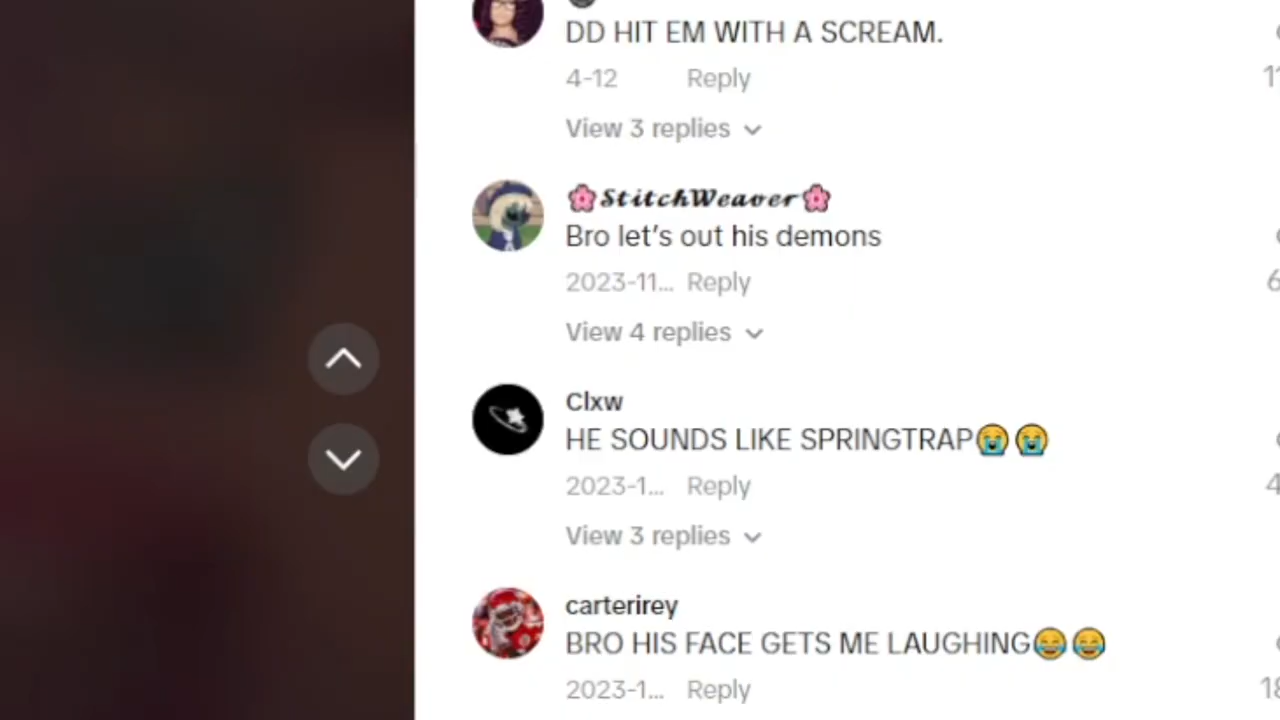 DD HIT EM WITH A SCREAM.
4-12 Reply
View 3 replies
🌸StitchWeaver🌸
Bro let's out his demons
2023-11... Reply
View 4 replies
Clxw
HE SOUNDS LIKE SPRINGTRAP😭😭
2023-1... Reply
View 3 replies
carterirey
BRO HIS FACE GETS ME LAUGHING😂😂
2023-1... Reply